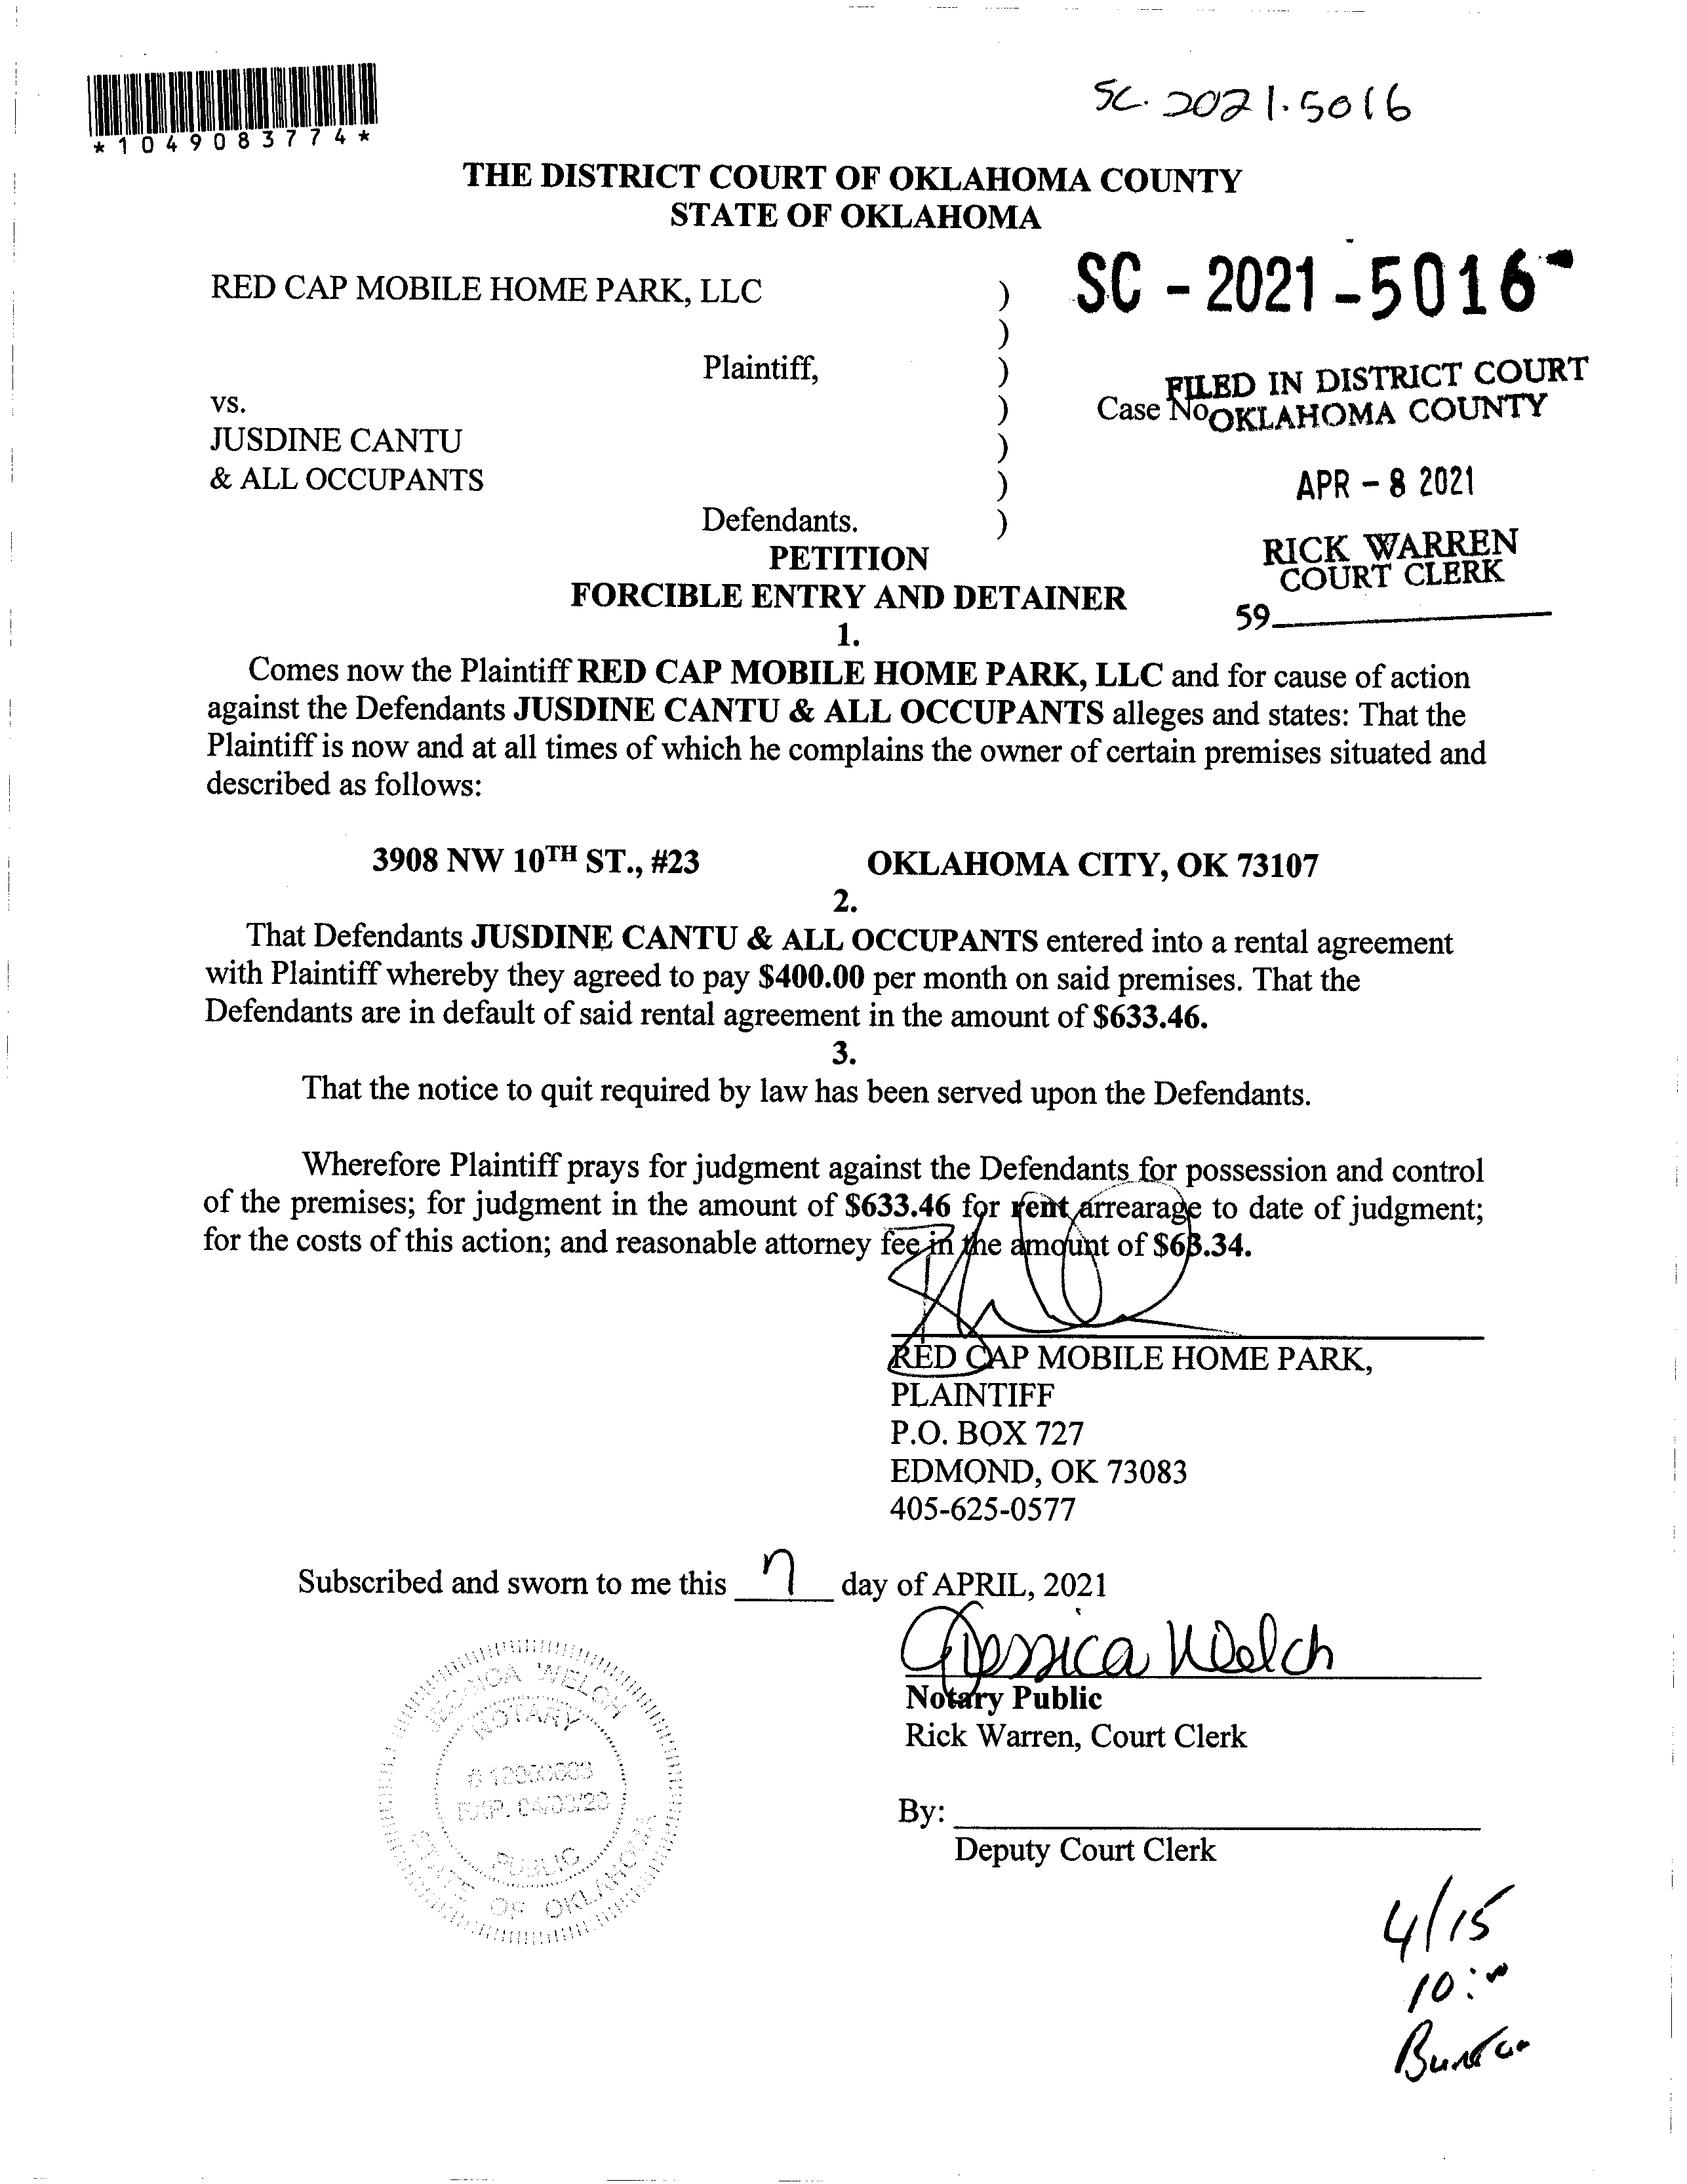 *1049083774*
SC. 2021.5016
THE DISTRICT COURT OF OKLAHOMA COUNTY
STATE OF OKLAHOMA
RED CAP MOBILE HOME PARK, LLC )
SC - 2021 - 5016
)
Plaintiff, )
FILED IN DISTRICT COURT
vs. ) Case No
OKLAHOMA COUNTY
JUSDINE CANTU )
& ALL OCCUPANTS )
APR - 8 2021
Defendants. )
PETITION
RICK WARREN
COURT CLERK
FORCIBLE ENTRY AND DETAINER
59
1.
Comes now the Plaintiff RED CAP MOBILE HOME PARK, LLC and for cause of action
against the Defendants JUSDINE CANTU & ALL OCCUPANTS alleges and states: That the
Plaintiff is now and at all times of which he complains the owner of certain premises situated and
described as follows:
3908 NW 10TH ST., #23 OKLAHOMA CITY, OK 73107
2.
That Defendants JUSDINE CANTU & ALL OCCUPANTS entered into a rental agreement
with Plaintiff whereby they agreed to pay $400.00 per month on said premises. That the
Defendants are in default of said rental agreement in the amount of $633.46.
3.
That the notice to quit required by law has been served upon the Defendants.
Wherefore Plaintiff prays for judgment against the Defendants for possession and control
of the premises; for judgment in the amount of $633.46 for rent arrearage to date of judgment;
for the costs of this action; and reasonable attorney fee in the amount of $63.34.
RED CAP MOBILE HOME PARK,
PLAINTIFF
P.O. BOX 727
EDMOND, OK 73083
405-625-0577
Subscribed and sworn to me this 7 day of APRIL, 2021
Jessica Welch
Notary Public
Rick Warren, Court Clerk
By:
Deputy Court Clerk
WELCH
NOTARY
PUBLIC
STATE OF OKLAHOMA
4/15
10: